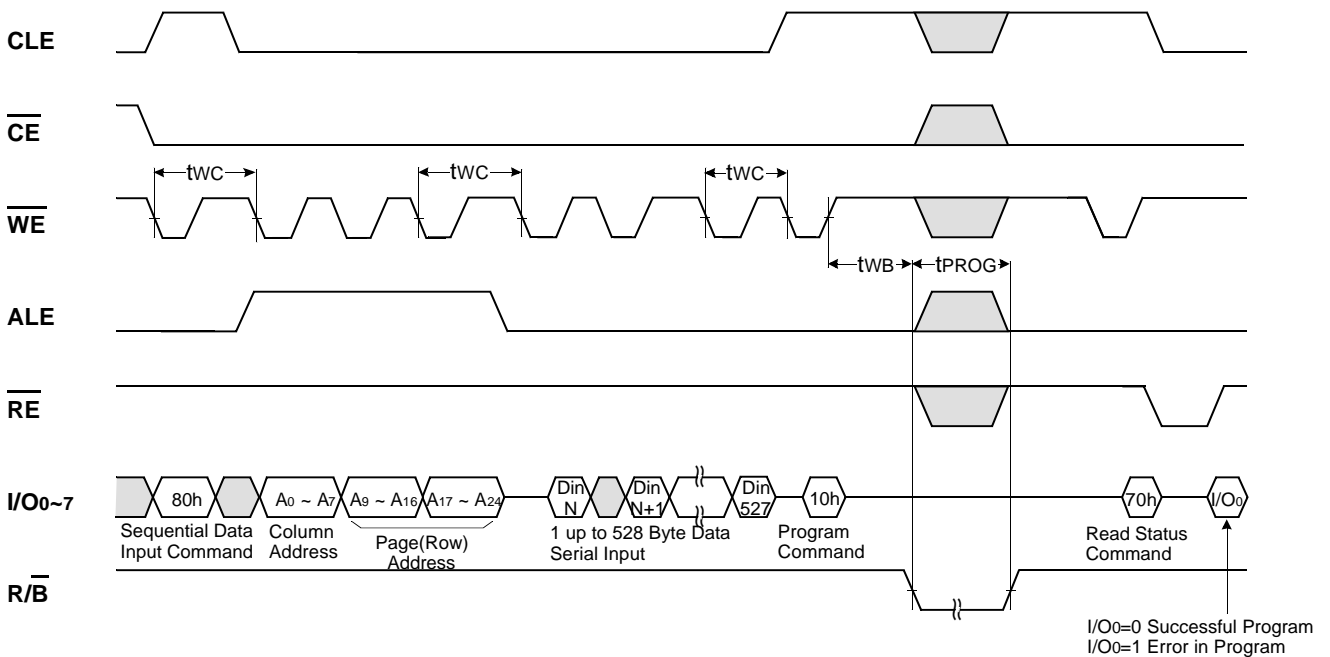 CLE
CE
tWC
tWC
tWC
WE
tWB
tPROG
ALE
RE
I/O0~7
80h
A0 ~ A7
A9 ~ A16
A17 ~ A24
Din
N
Din
N+1
Din
527
10h
70h
I/O0
Sequential Data
Input Command
Column
Address
Page(Row)
Address
1 up to 528 Byte Data
Serial Input
Program
Command
Read Status
Command
R/B
I/O0=0 Successful Program
I/O0=1 Error in Program